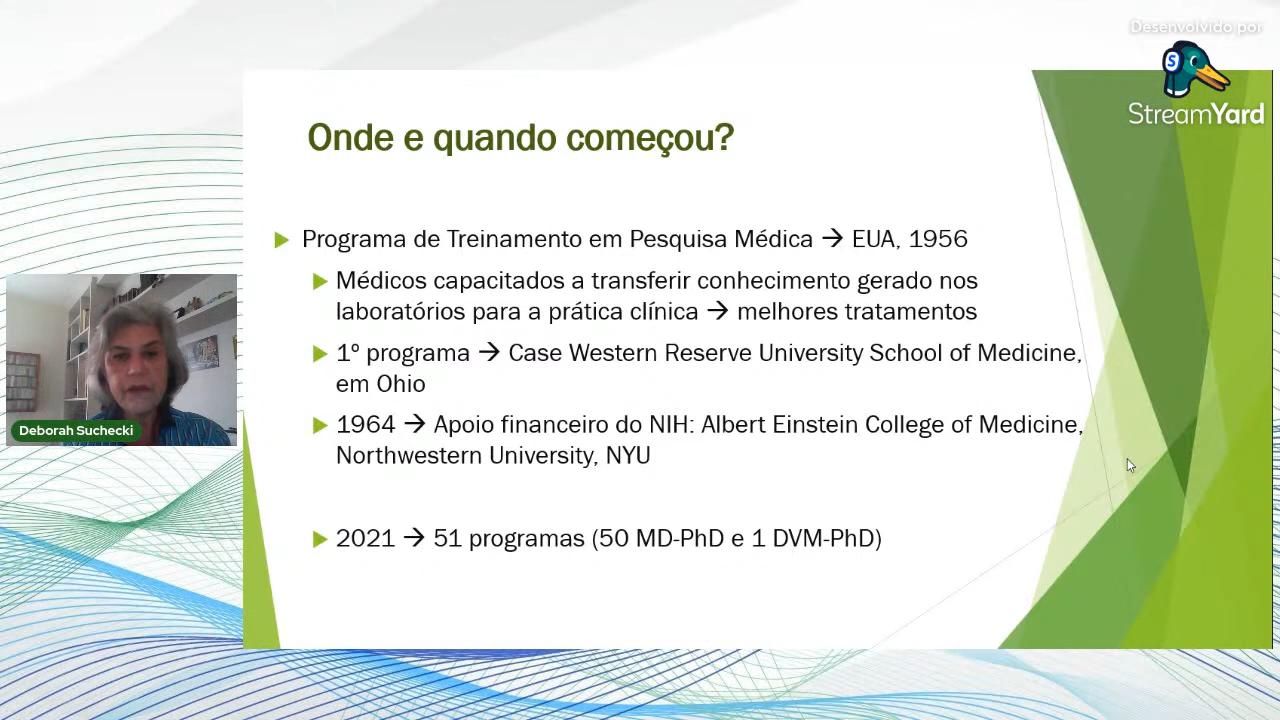 Desenvolvido por
StreamYard
Onde e quando começou?
Programa de Treinamento em Pesquisa Médica → EUA, 1956
Médicos capacitados a transferir conhecimento gerado nos
laboratórios para a prática clínica → melhores tratamentos
1º programa → Case Western Reserve University School of Medicine,
em Ohio
1964 → Apoio financeiro do NIH: Albert Einstein College of Medicine,
Northwestern University, NYU
2021 → 51 programas (50 MD-PhD e 1 DVM-PhD)
Deborah Suchecki